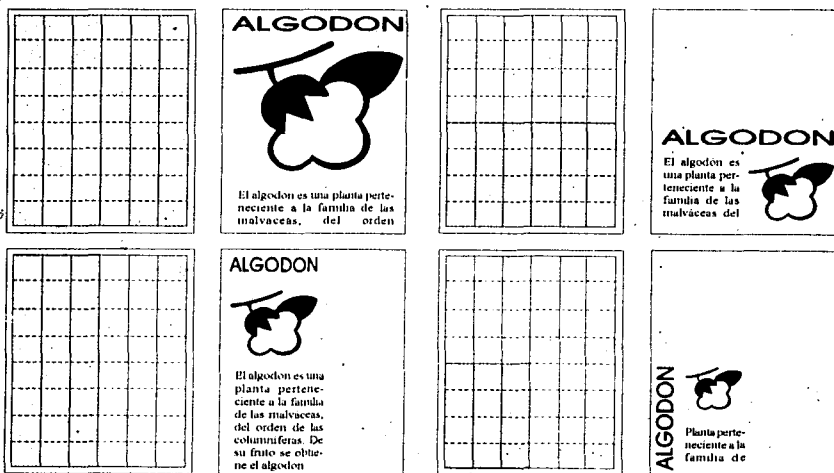 ALGODON
El algodon es una planta perte-
neciente a la familia de las
malvaceas, del orden
ALGODON
El algodón es
una planta per-
teneciente a la
familia de las
malváceas del
ALGODON
El algodon es una
planta pertene-
ciente a la familia
de las malvaceas,
del orden de las
columniferas. De
su fruto se obtie-
ne el algodon
ALGODON
Planta perte-
neciente a la
familia de